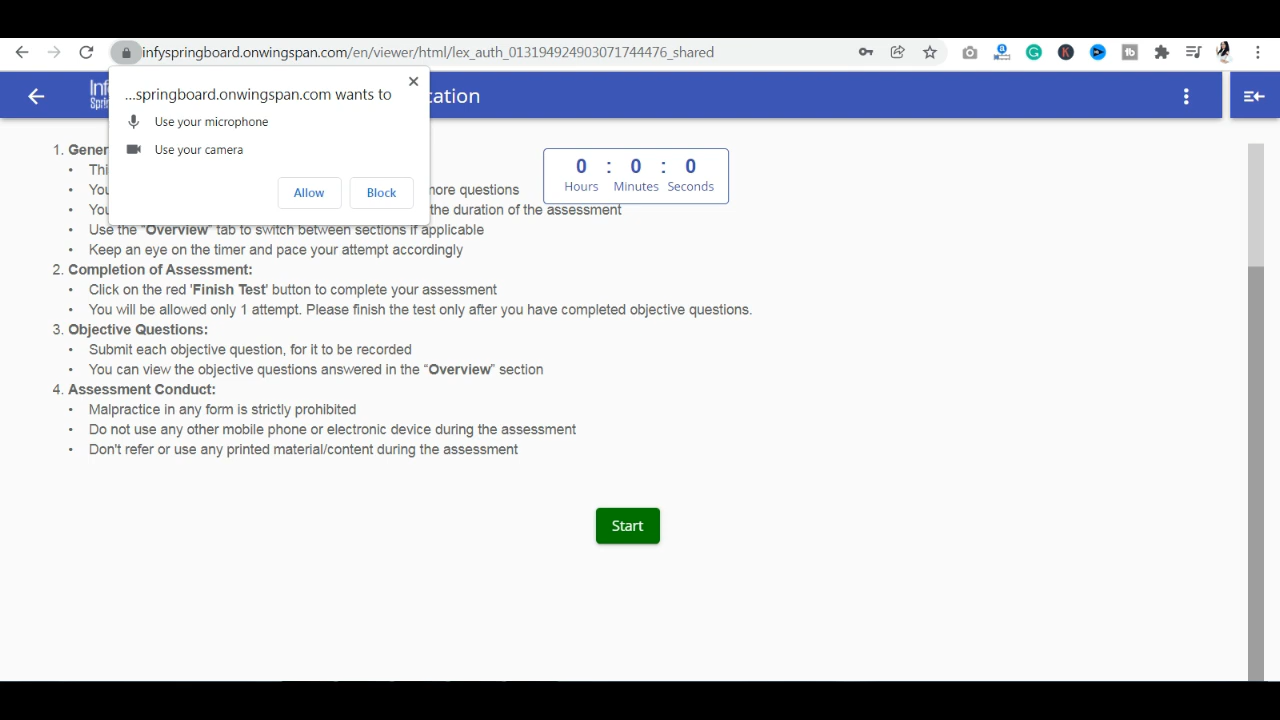 infyspringboard.onwingspan.com/en/viewer/html/lex_auth_013194924903071744476_shared
...springboard.onwingspan.com wants to
Use your microphone
Use your camera
Allow Block
0 : 0 : 0
Hours Minutes Seconds
1. Gener
• Thi
• You more questions
• You the duration of the assessment
• Use the "Overview" tab to switch between sections if applicable
• Keep an eye on the timer and pace your attempt accordingly
2. Completion of Assessment:
• Click on the red 'Finish Test' button to complete your assessment
• You will be allowed only 1 attempt. Please finish the test only after you have completed objective questions.
3. Objective Questions:
• Submit each objective question, for it to be recorded
• You can view the objective questions answered in the "Overview" section
4. Assessment Conduct:
• Malpractice in any form is strictly prohibited
• Do not use any other mobile phone or electronic device during the assessment
• Don't refer or use any printed material/content during the assessment
Start